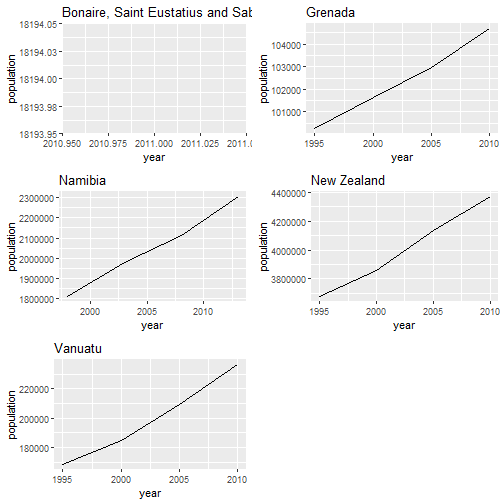 Bonaire, Saint Eustatius and Sab
population
18194.05
18194.03
18194.00
18193.98
18193.95
2010.950 2010.975 2011.000 2011.025 2011.0
year
Grenada
population
104000
103000
102000
101000
1995 2000 2005 2010
year
Namibia
population
2300000
2200000
2100000
2000000
1900000
1800000
2000 2005 2010
year
New Zealand
population
4400000
4200000
4000000
3800000
1995 2000 2005 2010
year
Vanuatu
population
220000
200000
180000
1995 2000 2005 2010
year